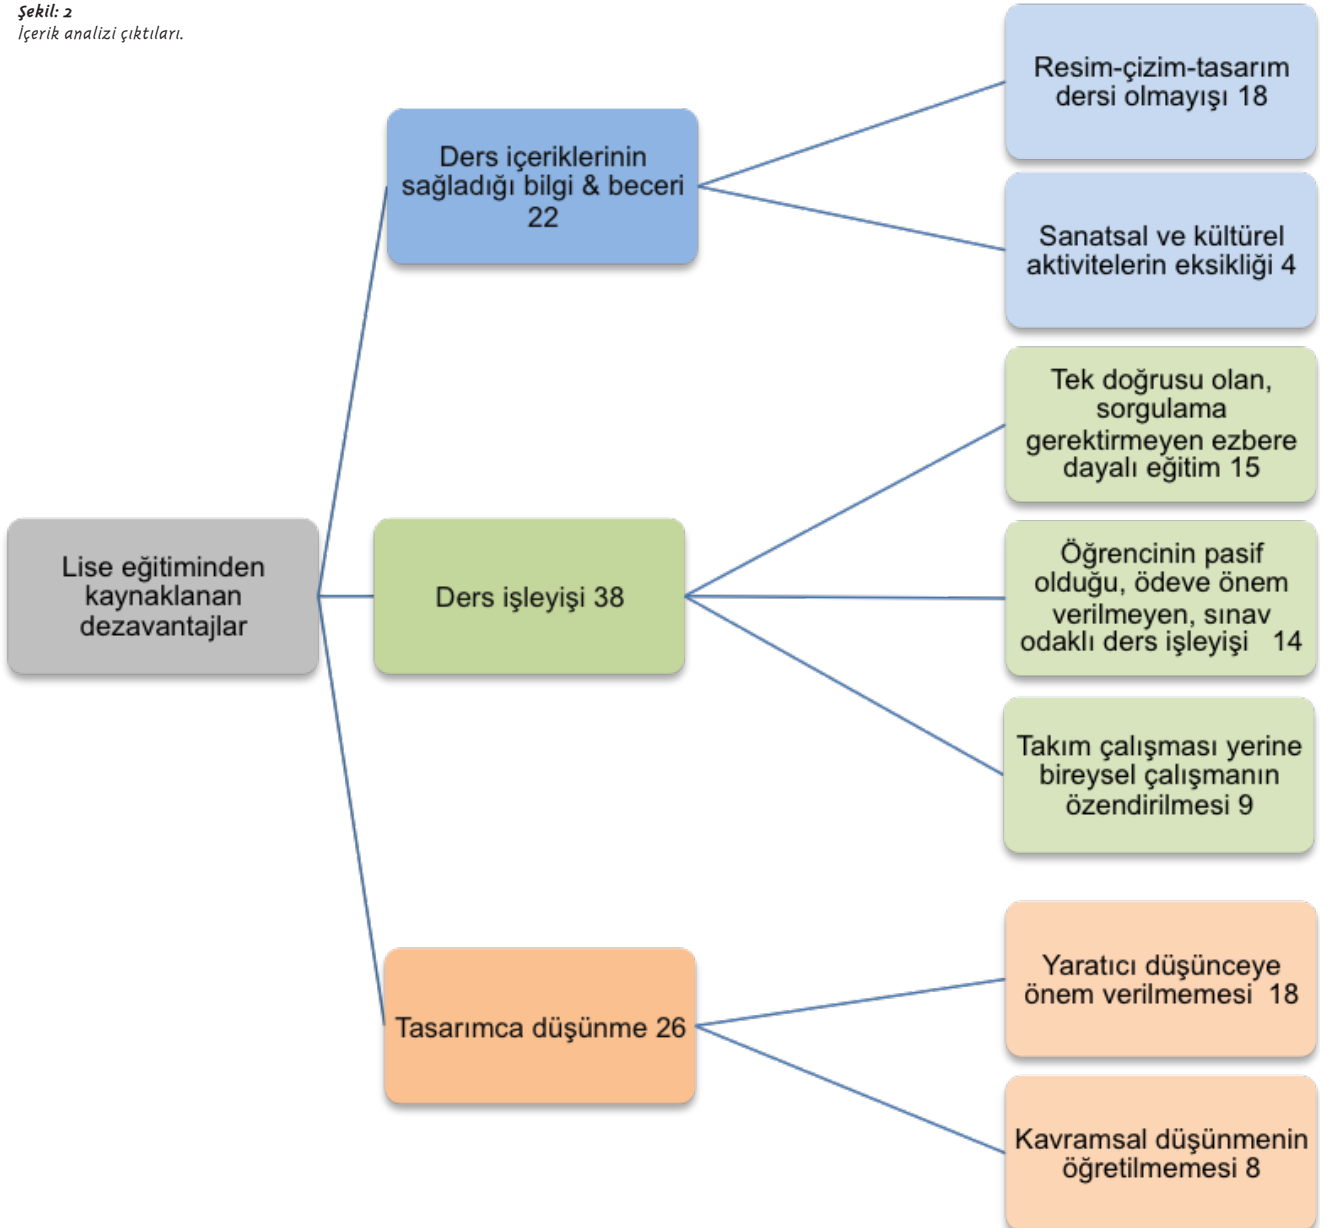 Şekil: 2
İçerik analizi çıktıları.
Lise eğitiminden
kaynaklanan
dezavantajlar
Ders içeriklerinin
sağladığı bilgi & beceri
22
Resim-çizim-tasarım
dersi olmayışı 18
Sanatsal ve kültürel
aktivitelerin eksikliği 4
Ders işleyişi 38
Tek doğrusu olan,
sorgulama
gerektirmeyen ezbere
dayalı eğitim 15
Öğrencinin pasif
olduğu, ödeve önem
verilmeyen, sınav
odaklı ders işleyişi 14
Takım çalışması yerine
bireysel çalışmanın
özendirilmesi 9
Tasarımca düşünme 26
Yaratıcı düşünceye
önem verilmemesi 18
Kavramsal düşünmenin
öğretilmemesi 8